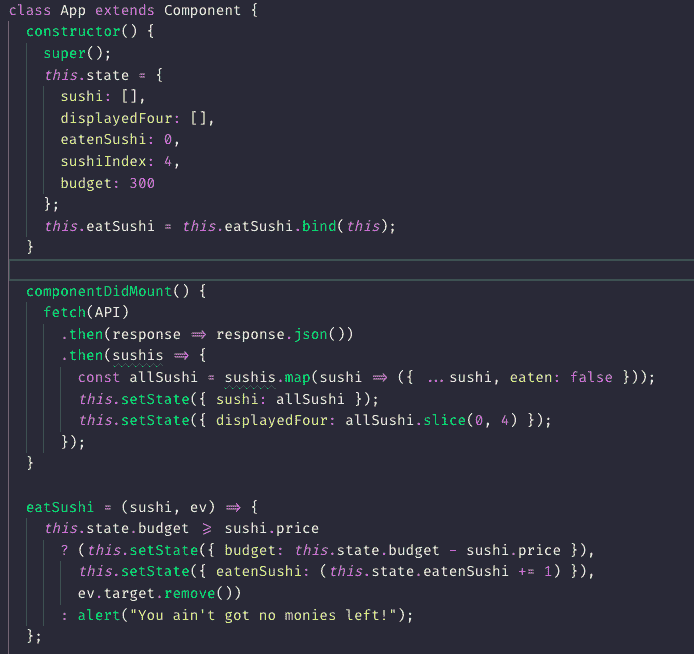 class App extends Component {
constructor() {
super();
this.state = {
sushi: [],
displayedFour: [],
eatenSushi: 0,
sushiIndex: 4,
budget: 300
};
this.eatSushi = this.eatSushi.bind(this);
}
componentDidMount() {
fetch(API)
.then(response => response.json())
.then(sushis => {
const allSushi = sushis.map(sushi => ({ ...sushi, eaten: false }));
this.setState({ sushi: allSushi });
this.setState({ displayedFour: allSushi.slice(0, 4) });
});
}
eatSushi = (sushi, ev) => {
this.state.budget >= sushi.price
? (this.setState({ budget: this.state.budget - sushi.price }),
this.setState({ eatenSushi: (this.state.eatenSushi += 1) }),
ev.target.remove())
: alert("You ain't got no monies left!");
};